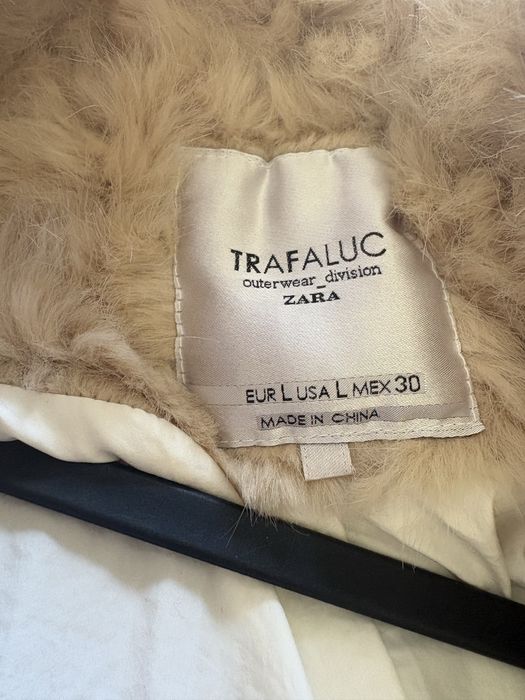 TRAFALUC
outerwear_division
ZARA
EUR L USA L MEX 30
MADE IN CHINA